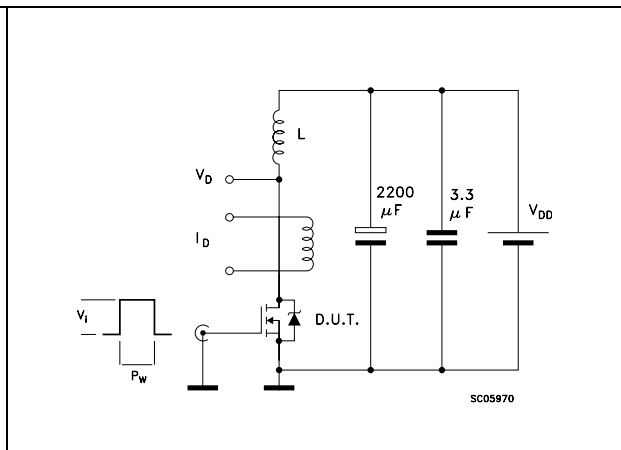 L
V_D
2200
μF
3.3
μF
V_DD
I_D
V_i
D.U.T.
P_W
SC05970